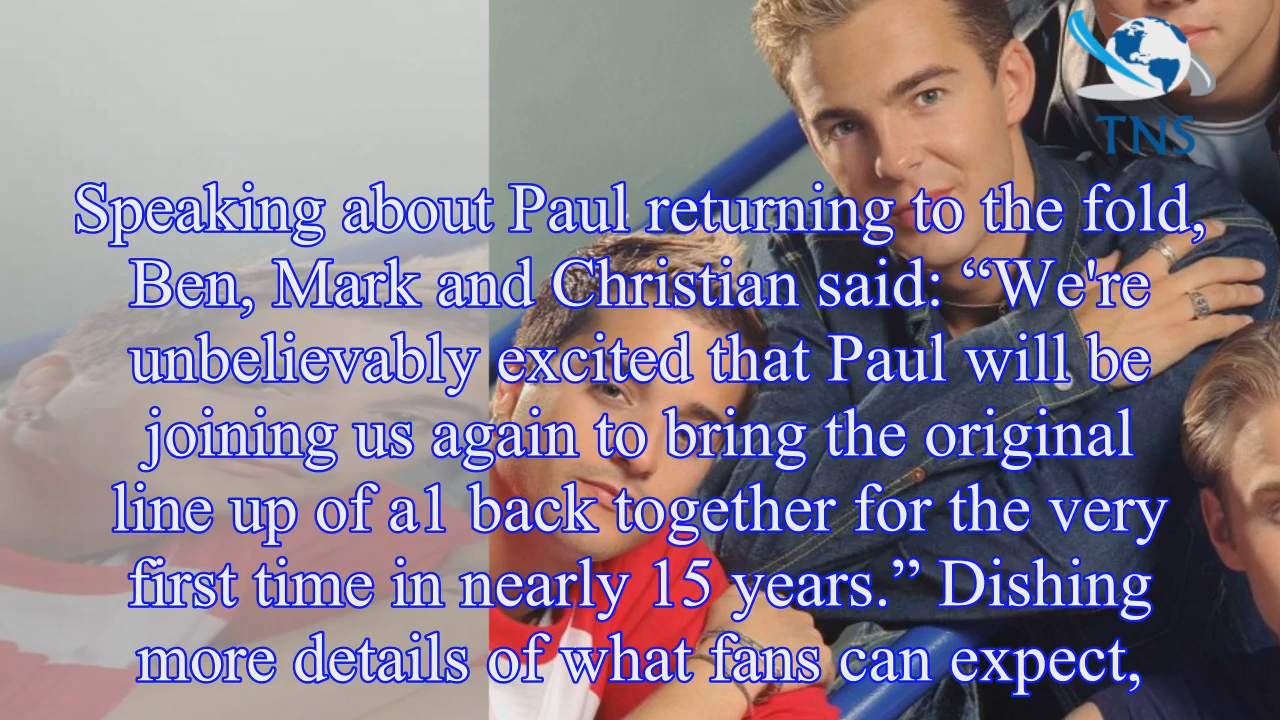 TNS
Speaking about Paul returning to the fold,
Ben, Mark and Christian said: “We're
unbelievably excited that Paul will be
joining us again to bring the original
line up of a1 back together for the very
first time in nearly 15 years.” Dishing
more details of what fans can expect,